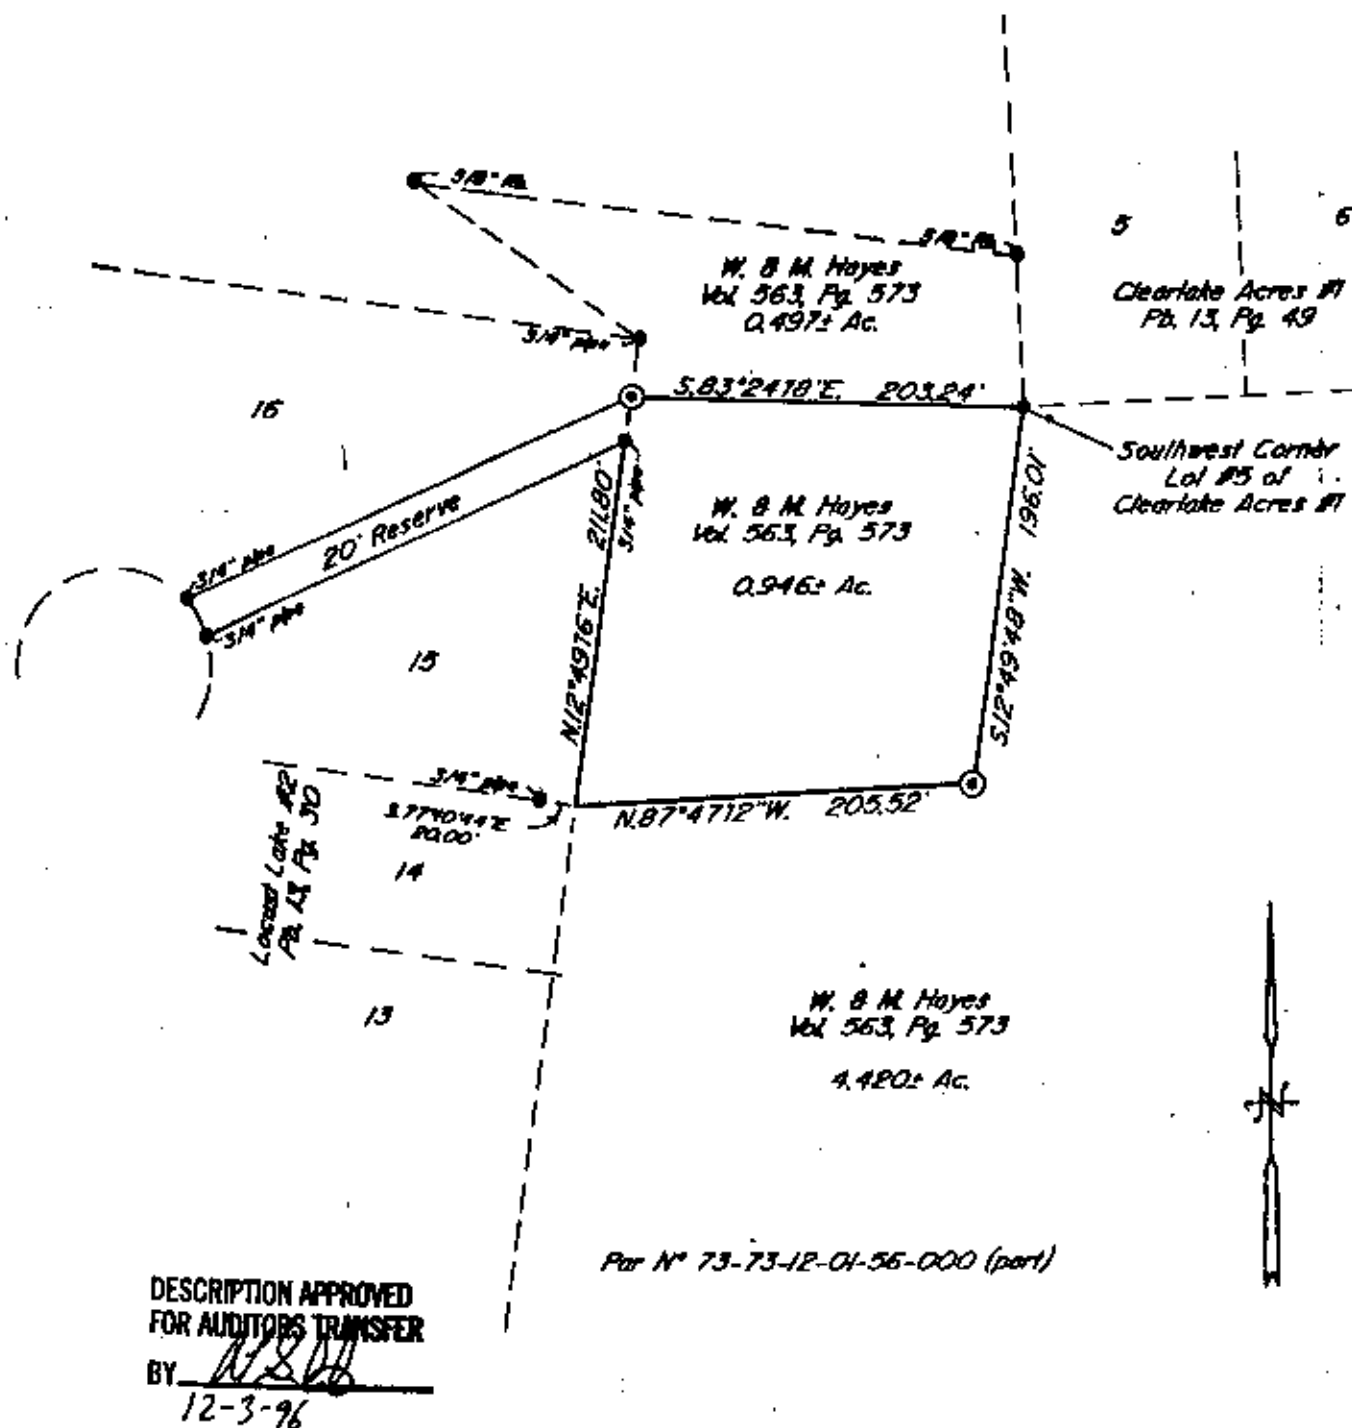 5/8" Pin
5/8" Pin
5
6
W. & M. Hayes
Vol. 563, Pg. 573
0.497± Ac.
Clearlake Acres #1
Pb. 13, Pg. 49
3/4" pipe
S.83°24'18"E. 203.24'
16
Southwest Corner
Lot #5 of
Clearlake Acres #1
211.80'
3/4" pipe
N.12°49'16"E.
W. & M. Hayes
Vol. 563, Pg. 573
0.946± Ac.
S.12°49'48"W. 196.01'
20' Reserve
3/4" pipe
3/4" pipe
15
3/4" pipe
S.77°10'44"E
20.00'
N.87°47'12"W. 205.52'
Locust Lake #2
Pb. 13, Pg. 30
14
13
W. & M. Hayes
Vol. 563, Pg. 573
4.420± Ac.
N
Par N° 73-73-12-01-56-000 (part)
DESCRIPTION APPROVED
FOR AUDITORS TRANSFER
BY
12-3-96